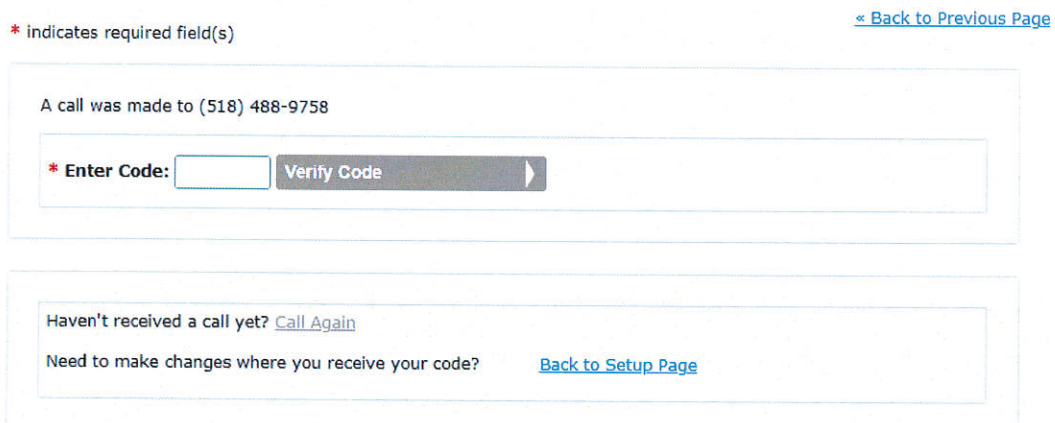 « Back to Previous Page
* indicates required field(s)
A call was made to (518) 488-9758
* Enter Code: Verify Code
Haven't received a call yet? Call Again
Need to make changes where you receive your code? Back to Setup Page